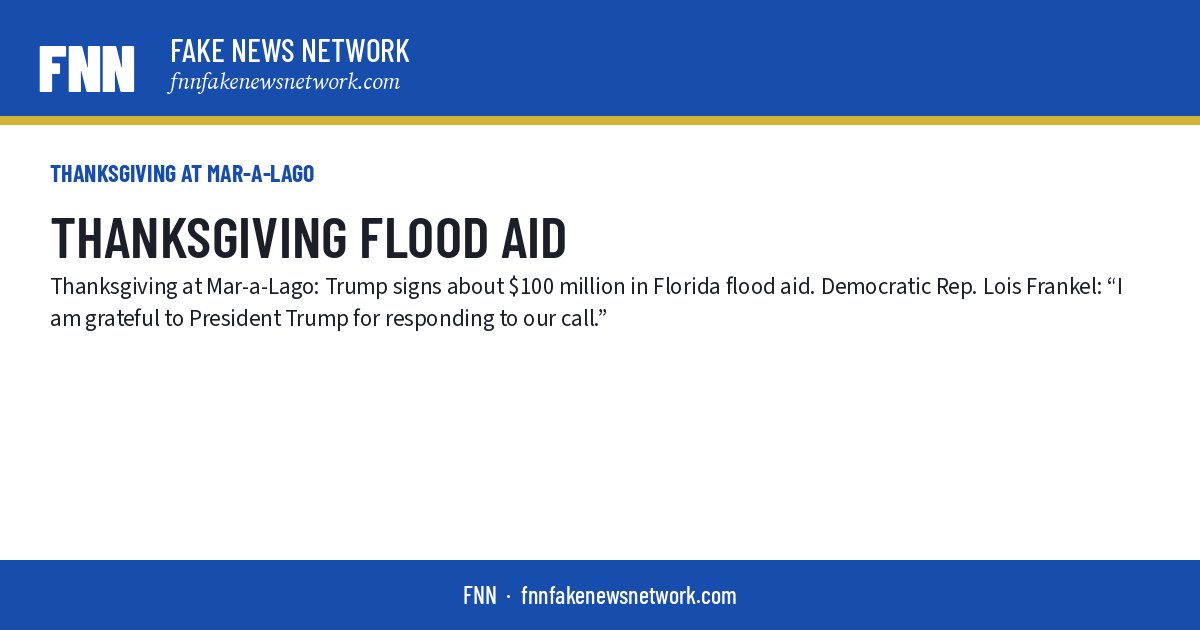 FNN
FAKE NEWS NETWORK
fnnfakenewsnetwork.com
THANKSGIVING AT MAR-A-LAGO
THANKSGIVING FLOOD AID
Thanksgiving at Mar-a-Lago: Trump signs about $100 million in Florida flood aid. Democratic Rep. Lois Frankel: “I
am grateful to President Trump for responding to our call.”
FNN · fnnfakenewsnetwork.com